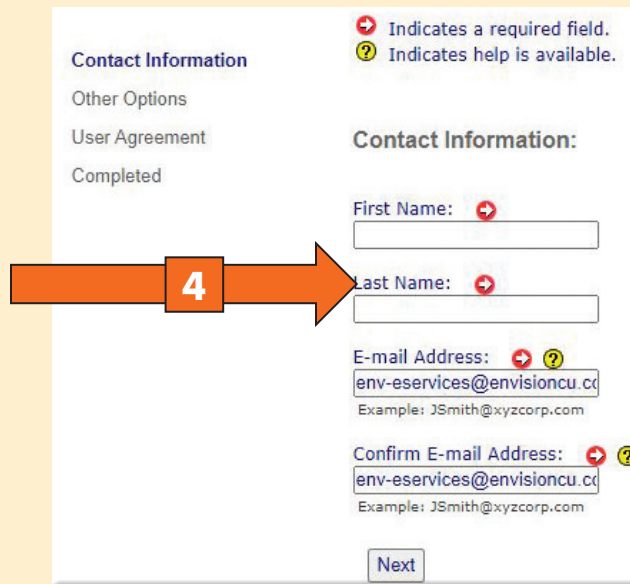 Indicates a required field.
? Indicates help is available.
Contact Information
Other Options
User Agreement
Completed
Contact Information:
First Name:
4
Last Name:
E-mail Address: ?
env-eservices@envisioncu.cc
Example: JSmith@xyzcorp.com
Confirm E-mail Address: ?
env-eservices@envisioncu.cc
Example: JSmith@xyzcorp.com
Next